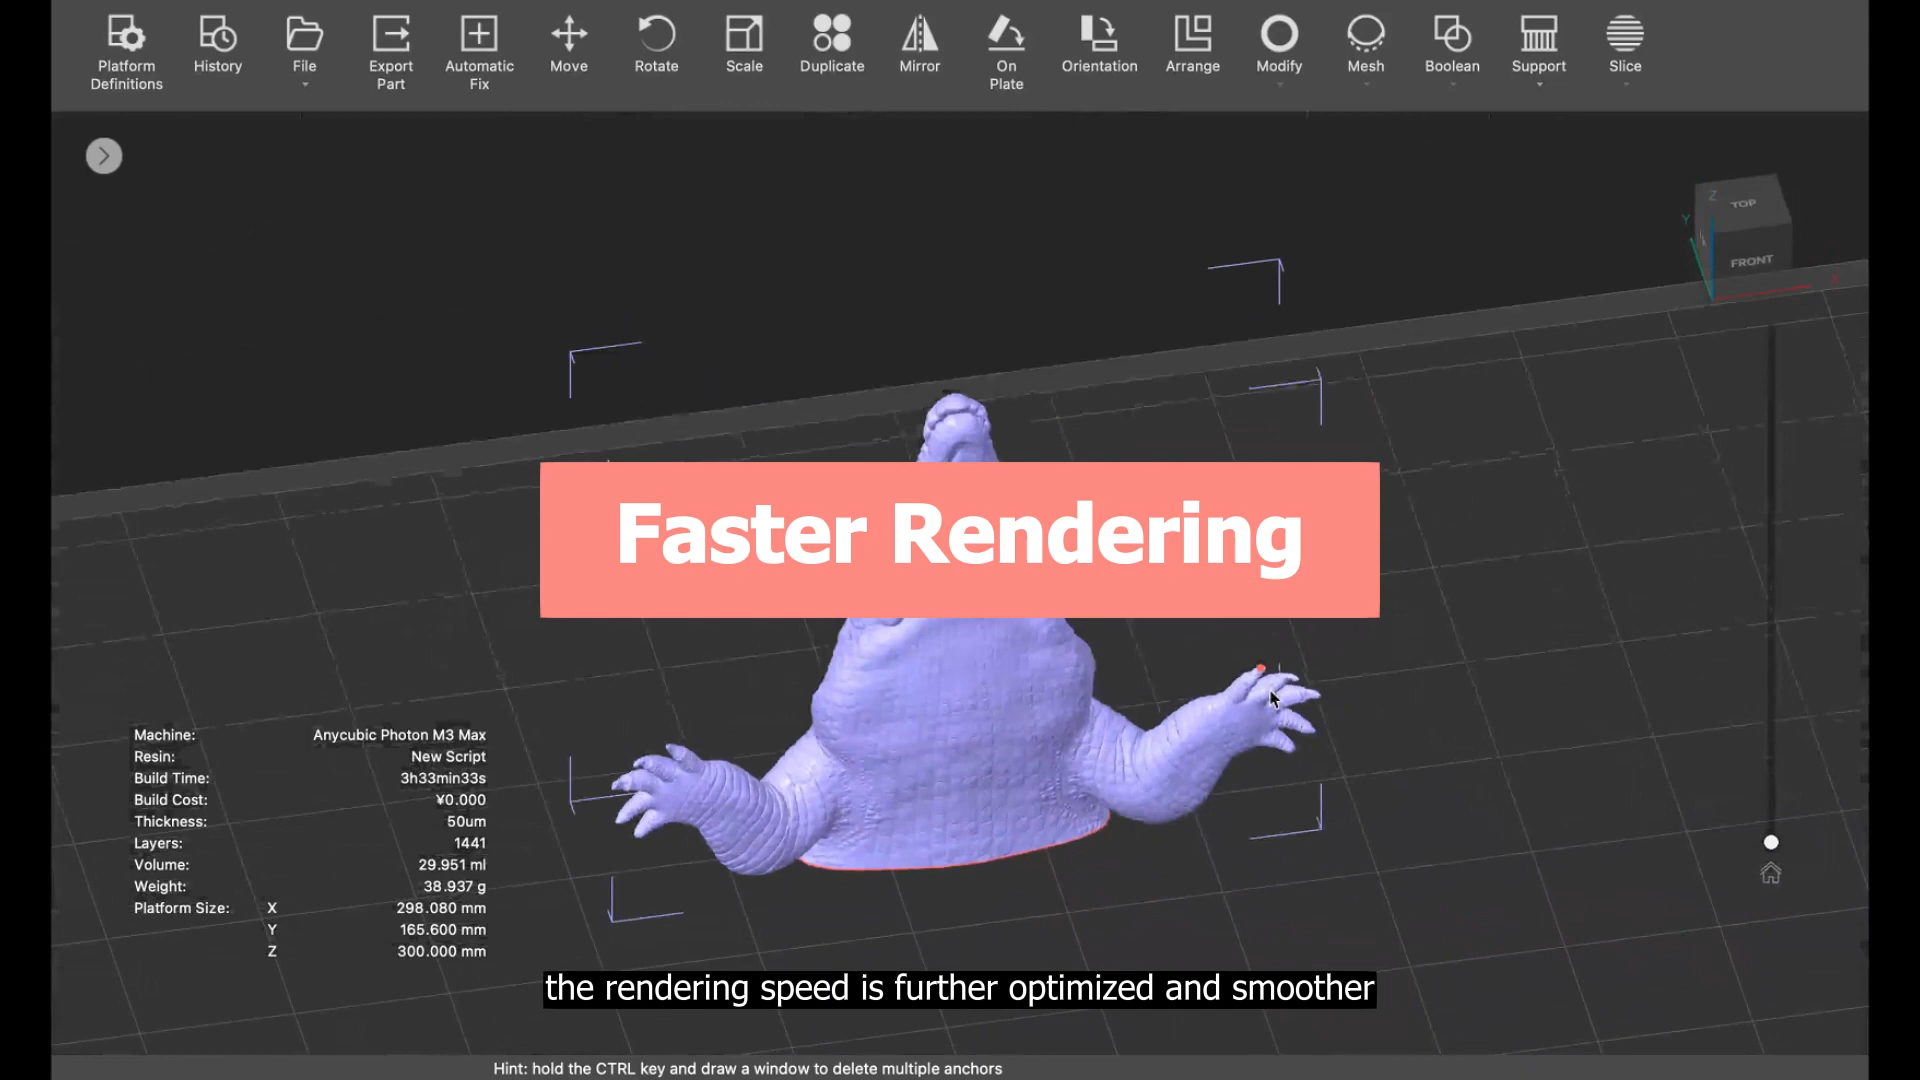 Platform Definitions
History
File
Export Part
Automatic Fix
Move
Rotate
Scale
Duplicate
Mirror
On Plate
Orientation
Arrange
Modify
Mesh
Boolean
Support
Slice
Z
TOP
Y
FRONT
X
Faster Rendering
Machine: Anycubic Photon M3 Max
Resin: New Script
Build Time: 3h33min33s
Build Cost: ¥0.000
Thickness: 50um
Layers: 1441
Volume: 29.951 ml
Weight: 38.937 g
Platform Size: X 298.080 mm
Y 165.600 mm
Z 300.000 mm
the rendering speed is further optimized and smoother
Hint: hold the CTRL key and draw a window to delete multiple anchors